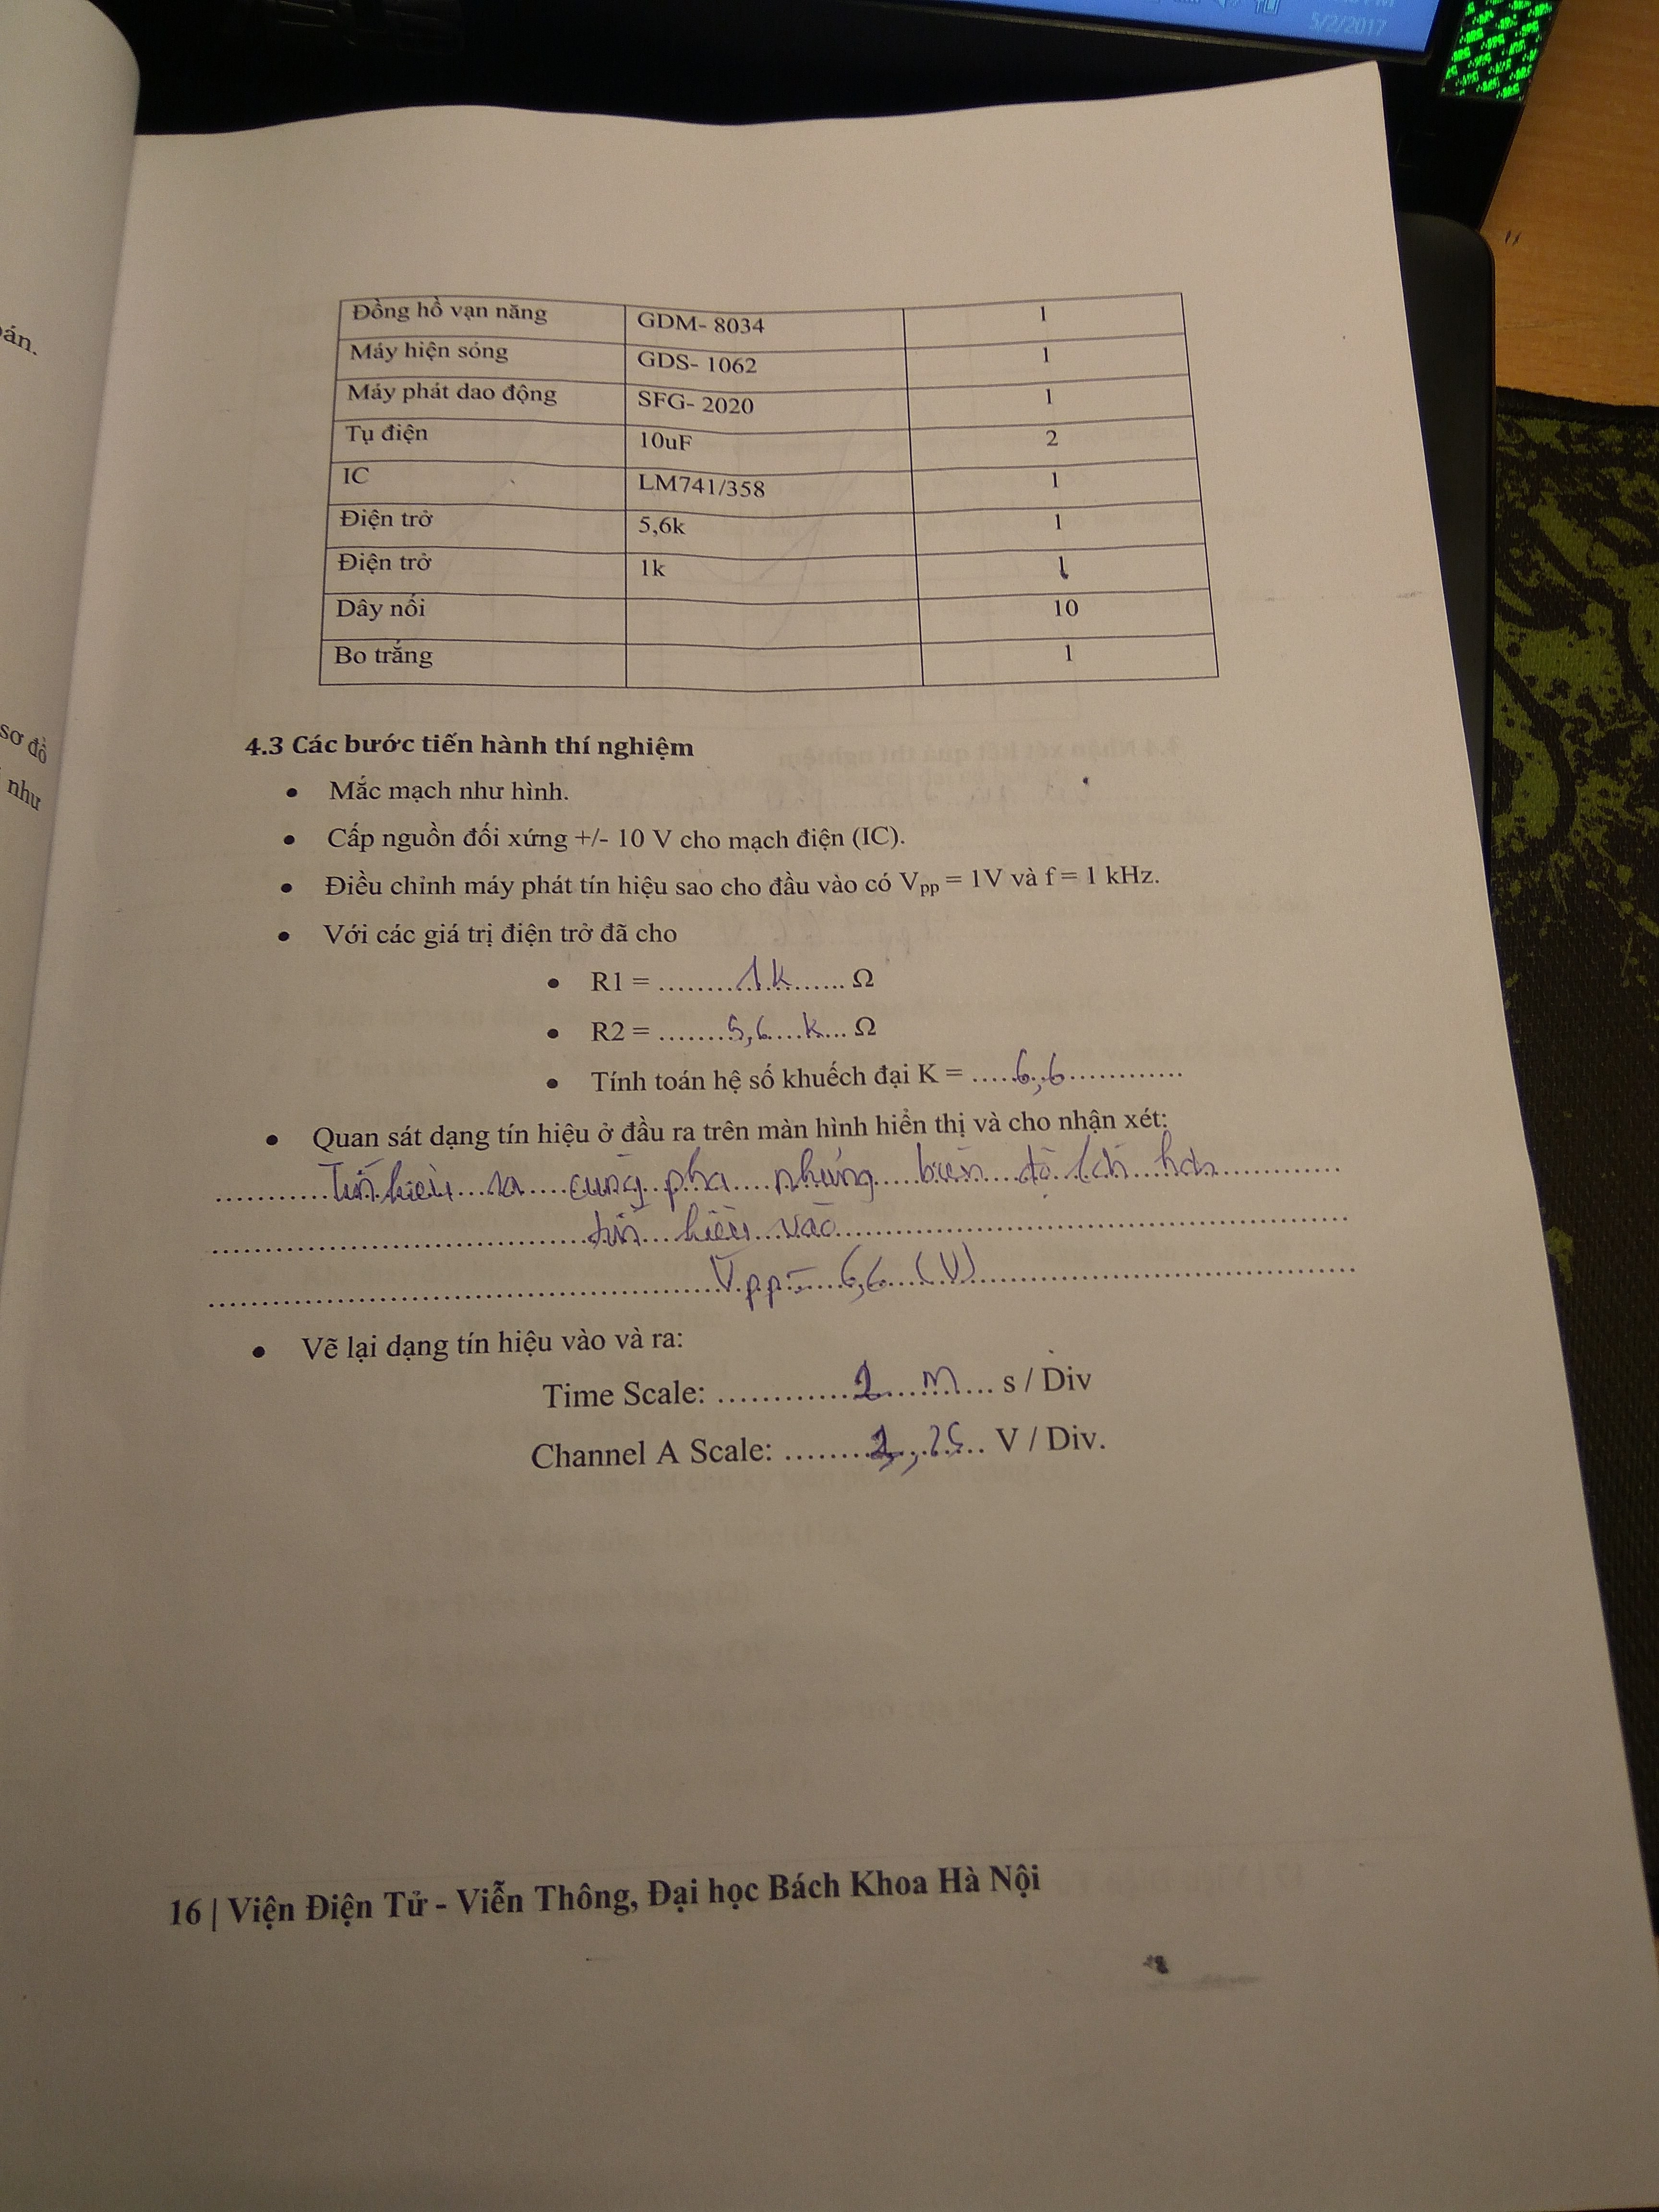 5/2/2017
án.
sơ đồ
như
Đồng hồ vạn năng GDM- 8034 1
Máy hiện sóng GDS- 1062 1
Máy phát dao động SFG- 2020 1
Tụ điện 10uF 2
IC LM741/358 1
Điện trở 5,6k 1
Điện trở 1k 1
Dây nối 10
Bo trắng 1
4.3 Các bước tiến hành thí nghiệm
• Mắc mạch như hình.
• Cấp nguồn đối xứng +/- 10 V cho mạch điện (IC).
• Điều chỉnh máy phát tín hiệu sao cho đầu vào có Vpp = 1V và f = 1 kHz.
• Với các giá trị điện trở đã cho
• R1 = ........1k....... Ω
• R2 = .......5,6...k... Ω
• Tính toán hệ số khuếch đại K = ....6,6............
• Quan sát dạng tín hiệu ở đầu ra trên màn hình hiển thị và cho nhận xét:
Tín hiệu ra cùng pha nhưng biên độ lớn hơn
tín hiệu vào
Vpp = 6,6 (V)
• Vẽ lại dạng tín hiệu vào và ra:
Time Scale: ............. m...... s / Div
Channel A Scale: ........ ,25.. V / Div.
16 | Viện Điện Tử - Viễn Thông, Đại học Bách Khoa Hà Nội